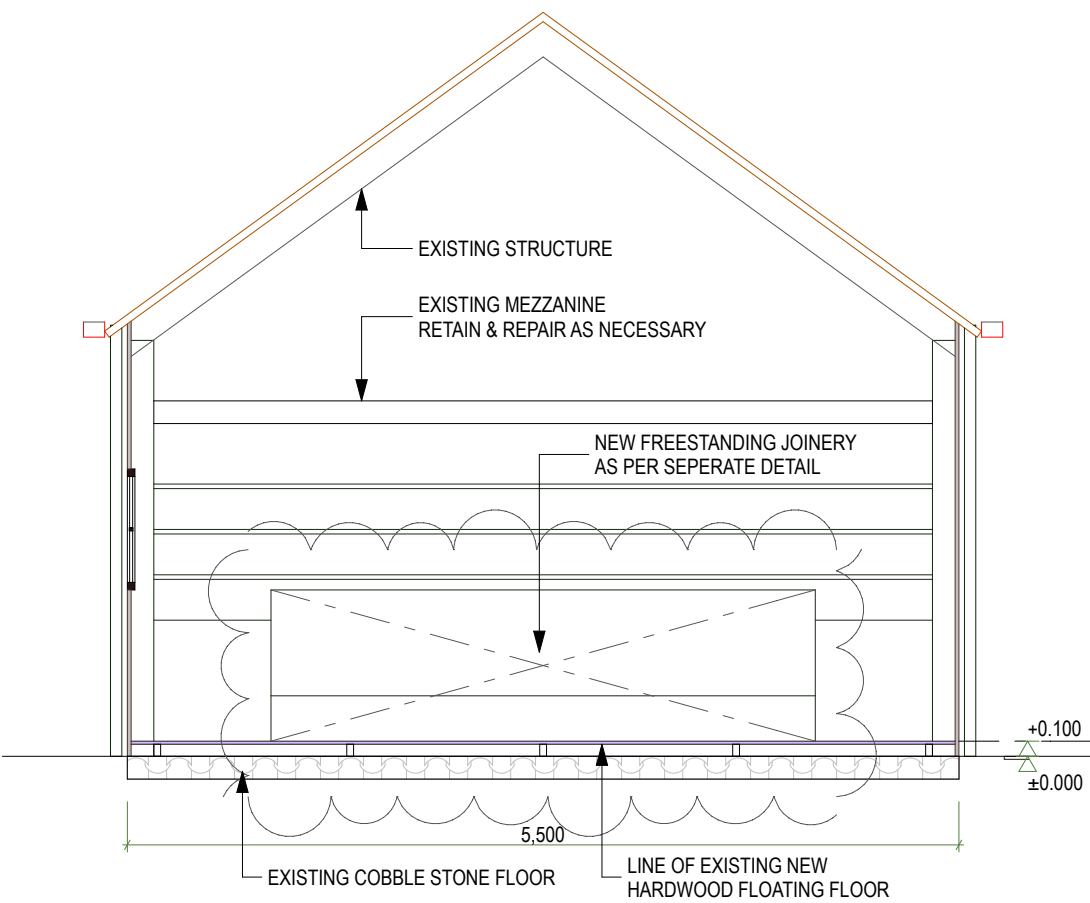 EXISTING STRUCTURE
EXISTING MEZZANINE
RETAIN & REPAIR AS NECESSARY
NEW FREESTANDING JOINERY
AS PER SEPERATE DETAIL
+0.100
±0.000
5,500
EXISTING COBBLE STONE FLOOR
LINE OF EXISTING NEW
HARDWOOD FLOATING FLOOR